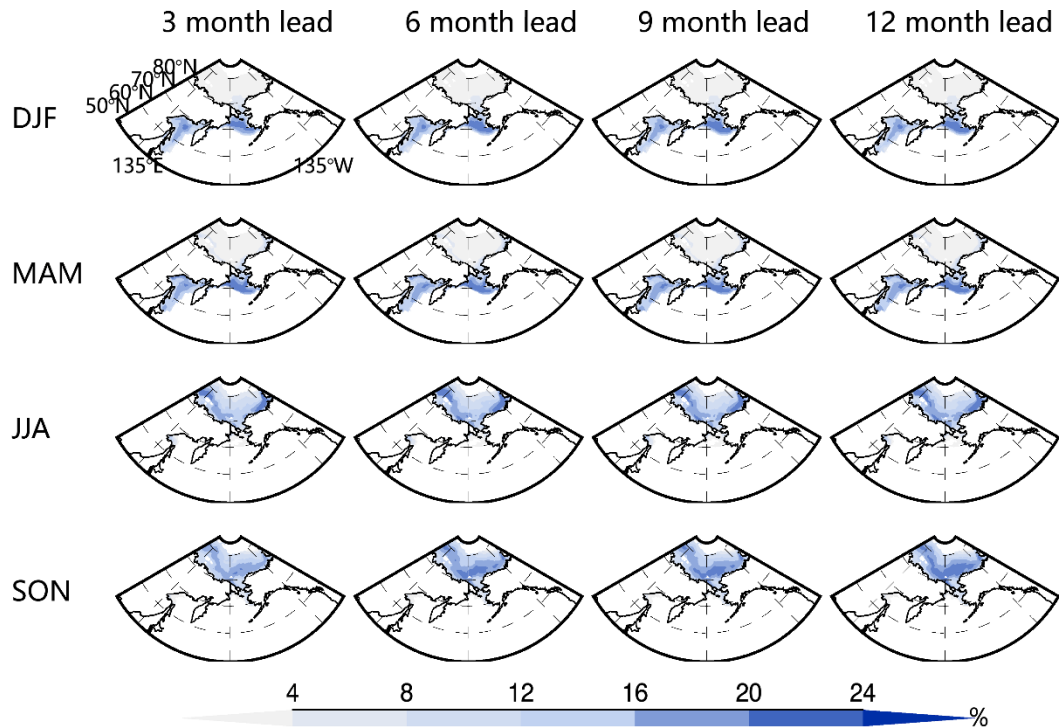 3 month lead 6 month lead 9 month lead 12 month lead
80°N
70°N
60°N
50°N
DJF
135°E 135°W
MAM
JJA
SON
4 8 12 16 20 24
%